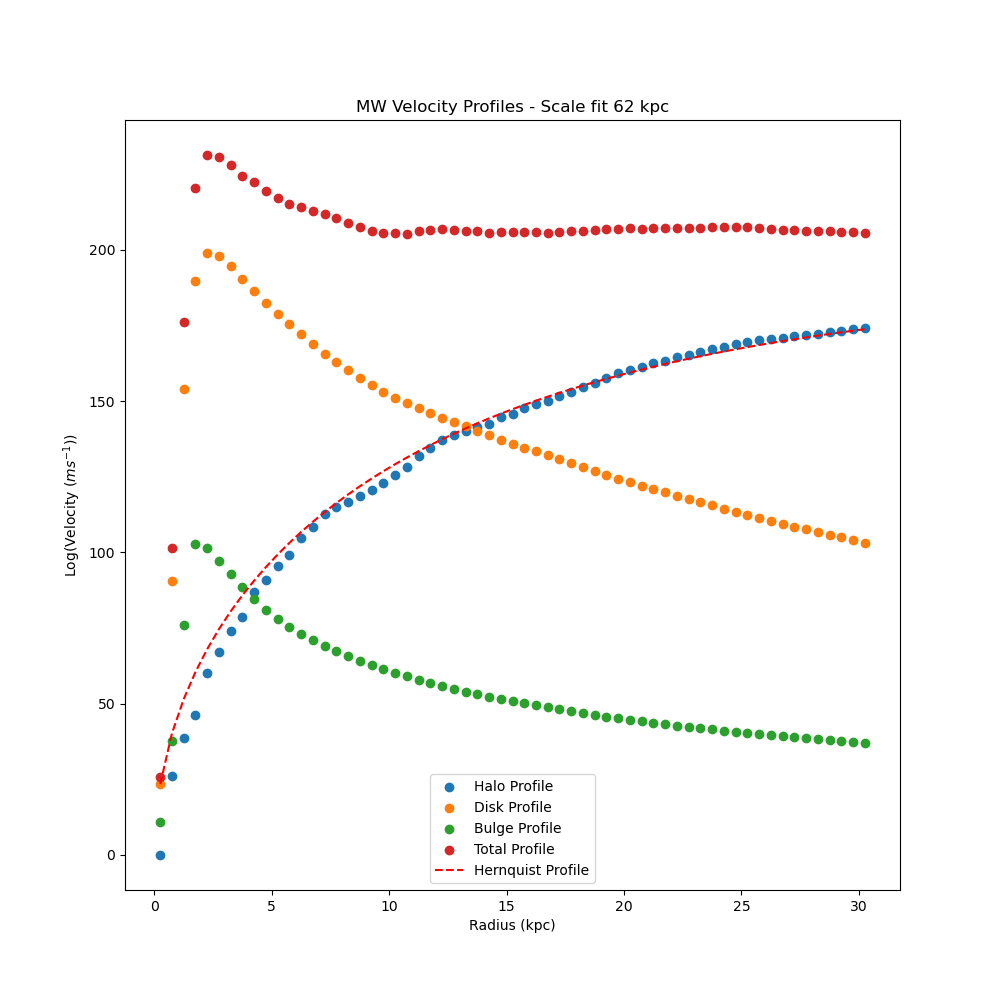 MW Velocity Profiles - Scale fit 62 kpc
Log(Velocity (ms⁻¹))
200
150
100
50
0
0 5 10 15 20 25 30
Radius (kpc)
Halo Profile
Disk Profile
Bulge Profile
Total Profile
Hernquist Profile